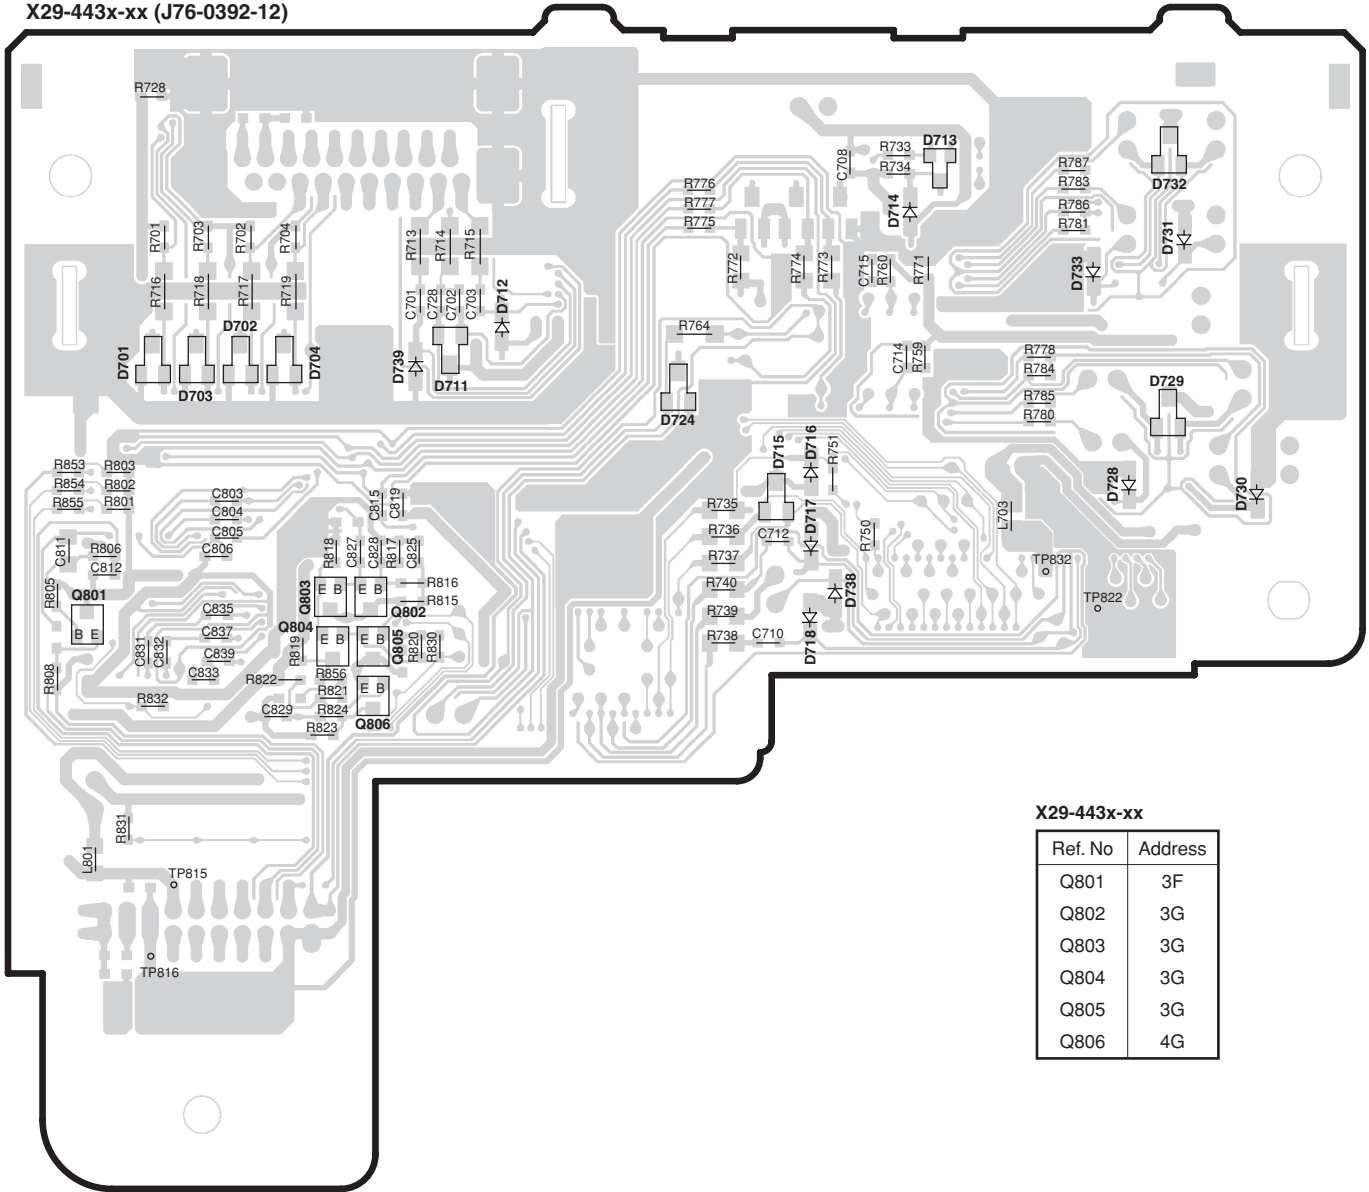 X29-443x-xx (J76-0392-12)
R728
R733
R734
C708
D713
D714
R787
R783
R786
R781
D732
D731
D733
R776
R777
R775
R701
R703
R702
R704
R713
R714
R715
R772
R774
R773
C715
R760
R771
R716
R718
R717
R719
C701
C728
C702
C703
D712
D702
R764
D701
D703
D704
D739
D711
C714
R759
R778
R784
R785
R780
D729
D724
D715
D716
R751
D728
D730
R853
R854
R855
R803
R802
R801
C803
C804
C805
C806
C815
C819
R735
R736
R737
R740
R739
R738
C712
D717
R750
L703
TP832
TP822
C811
R806
C812
R805
Q801
B E
R818
C827
C828
R817
C825
Q803
E B
E B
R816
R815
Q802
Q804
E B
E B
Q805
R820
R830
C710
D718
D738
C835
C837
C839
C833
C831
C832
R808
R832
R819
R822
R856
R821
R824
C829
R823
E B
Q806
R831
L801
TP815
TP816
X29-443x-xx
Ref. No Address
Q801 3F
Q802 3G
Q803 3G
Q804 3G
Q805 3G
Q806 4G